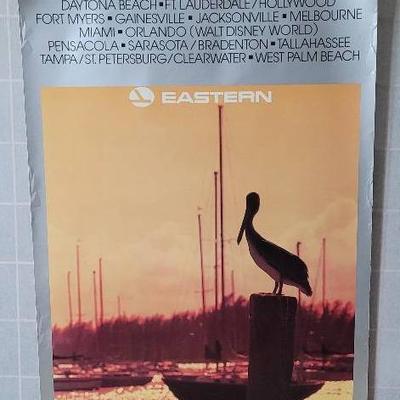 DAYTONA BEACH▪FT. LAUDERDALE/HOLLYWOOD
FORT MYERS▪GAINESVILLE▪JACKSONVILLE▪MELBOURNE
MIAMI▪ORLANDO (WALT DISNEY WORLD)
PENSACOLA▪SARASOTA/BRADENTON▪TALLAHASSEE
TAMPA/ST. PETERSBURG/CLEARWATER▪WEST PALM BEACH
EASTERN